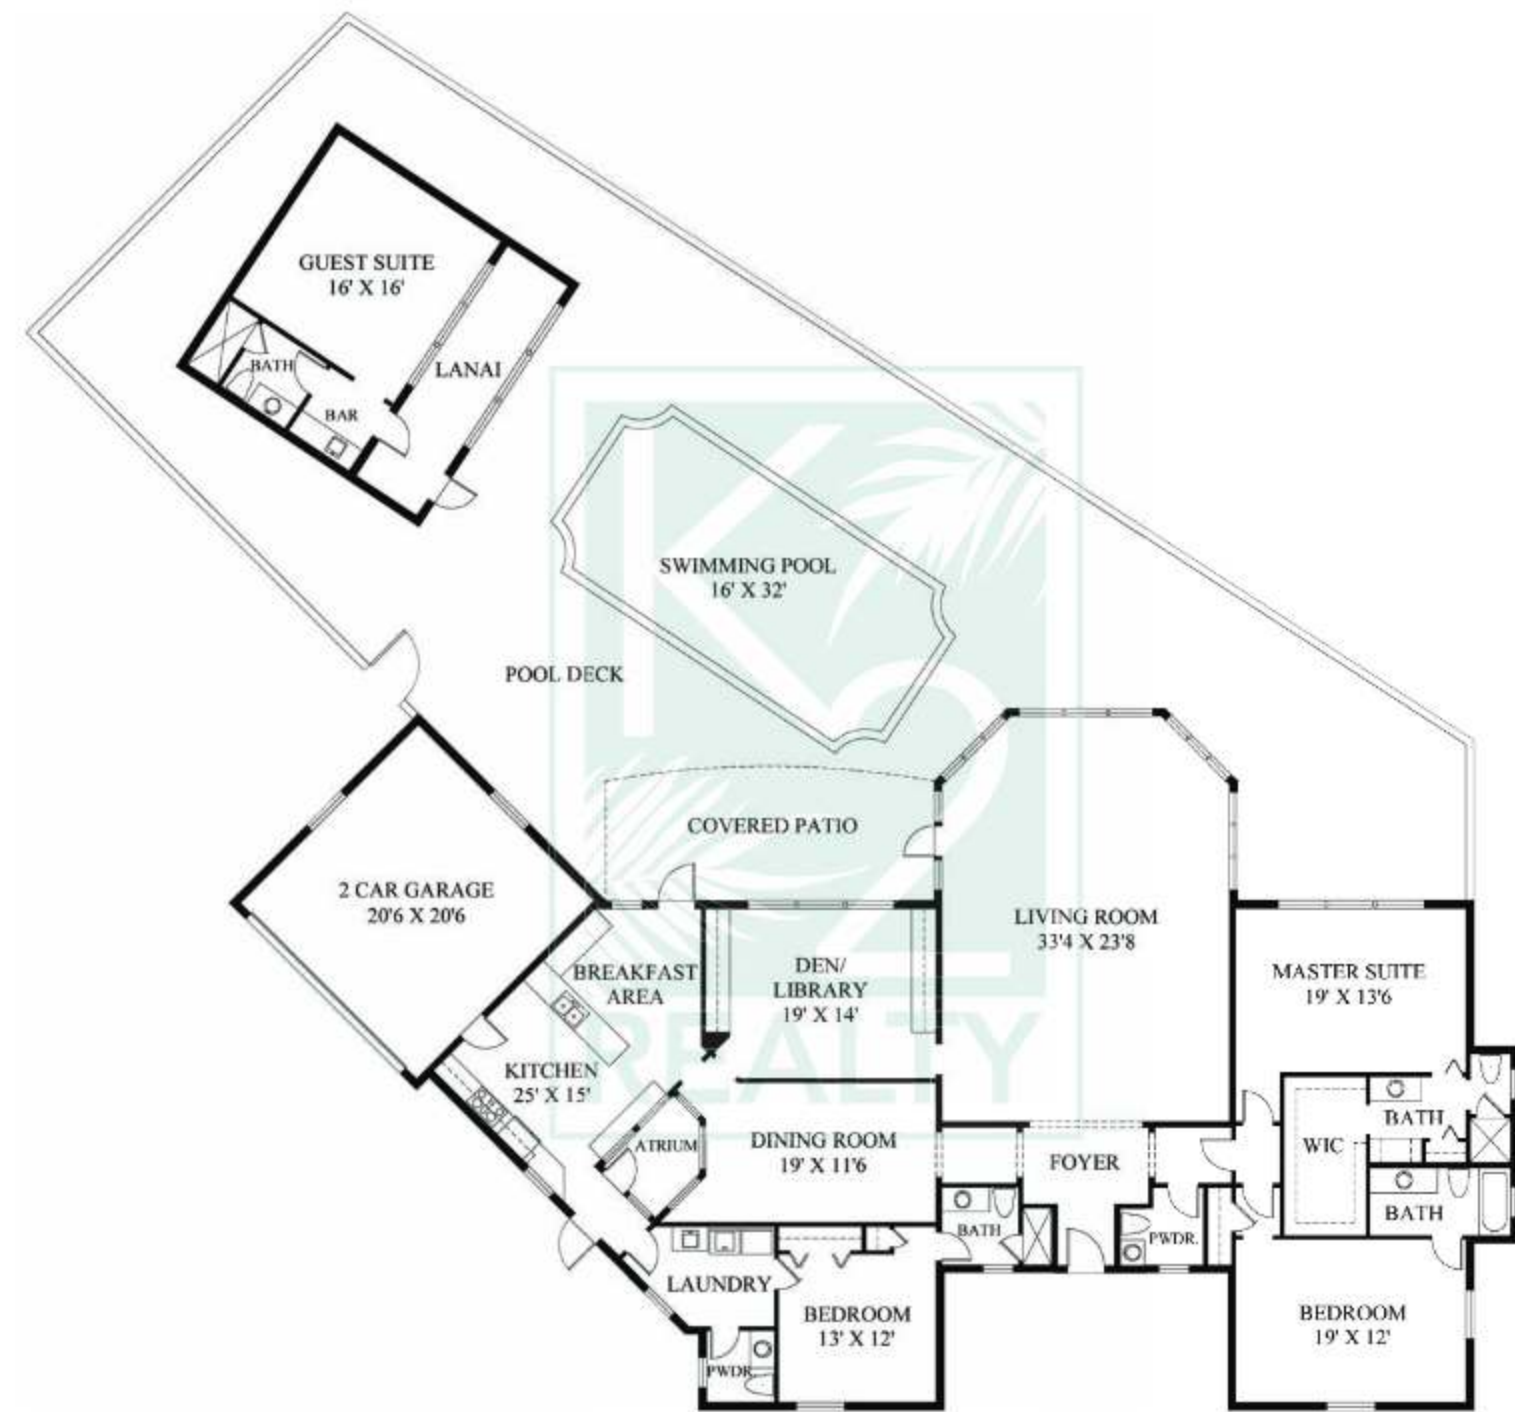 GUEST SUITE
16' X 16'
LANAI
BATH
BAR
SWIMMING POOL
16' X 32'
POOL DECK
COVERED PATIO
2 CAR GARAGE
20'6 X 20'6
LIVING ROOM
33'4 X 23'8
BREAKFAST
AREA
DEN/
LIBRARY
19' X 14'
MASTER SUITE
19' X 13'6
KITCHEN
25' X 15'
ATRIUM
DINING ROOM
19' X 11'6
FOYER
WIC
BATH
BATH
BATH
PWDR.
LAUNDRY
BEDROOM
13' X 12'
BEDROOM
19' X 12'
PWDR.
K2
REALTY